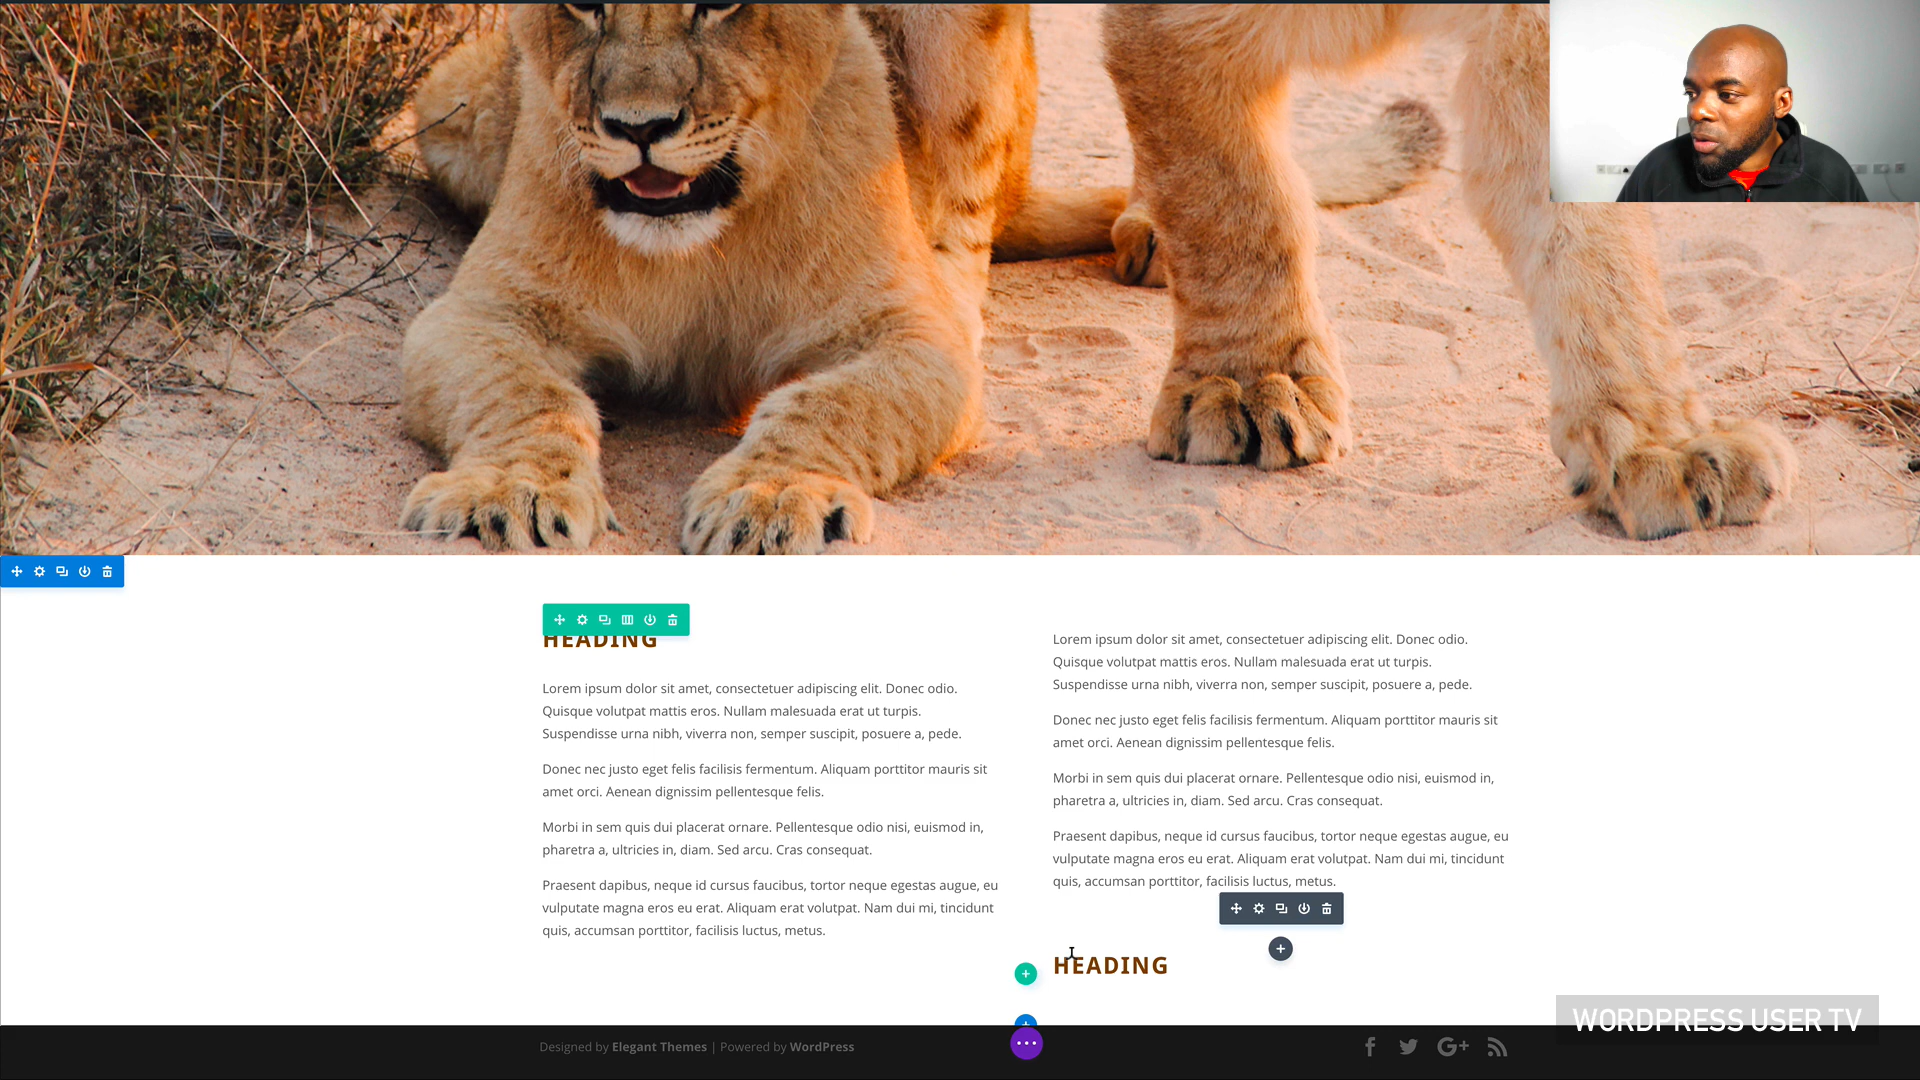 HEADING
Lorem ipsum dolor sit amet, consectetuer adipiscing elit. Donec odio.
Quisque volutpat mattis eros. Nullam malesuada erat ut turpis.
Suspendisse urna nibh, viverra non, semper suscipit, posuere a, pede.
Donec nec justo eget felis facilisis fermentum. Aliquam porttitor mauris sit
amet orci. Aenean dignissim pellentesque felis.
Morbi in sem quis dui placerat ornare. Pellentesque odio nisi, euismod in,
pharetra a, ultricies in, diam. Sed arcu. Cras consequat.
Praesent dapibus, neque id cursus faucibus, tortor neque egestas augue, eu
vulputate magna eros eu erat. Aliquam erat volutpat. Nam dui mi, tincidunt
quis, accumsan porttitor, facilisis luctus, metus.
Lorem ipsum dolor sit amet, consectetuer adipiscing elit. Donec odio.
Quisque volutpat mattis eros. Nullam malesuada erat ut turpis.
Suspendisse urna nibh, viverra non, semper suscipit, posuere a, pede.
Donec nec justo eget felis facilisis fermentum. Aliquam porttitor mauris sit
amet orci. Aenean dignissim pellentesque felis.
Morbi in sem quis dui placerat ornare. Pellentesque odio nisi, euismod in,
pharetra a, ultricies in, diam. Sed arcu. Cras consequat.
Praesent dapibus, neque id cursus faucibus, tortor neque egestas augue, eu
vulputate magna eros eu erat. Aliquam erat volutpat. Nam dui mi, tincidunt
quis, accumsan porttitor, facilisis luctus, metus.
HEADING
WORDPRESS USER TV
Designed by Elegant Themes | Powered by WordPress